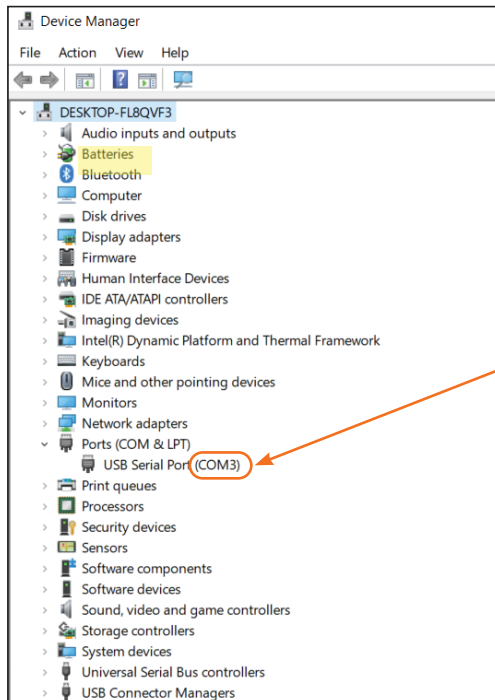 Device Manager
File Action View Help
DESKTOP-FL8QVF3
Audio inputs and outputs
Batteries
Bluetooth
Computer
Disk drives
Display adapters
Firmware
Human Interface Devices
IDE ATA/ATAPI controllers
Imaging devices
Intel(R) Dynamic Platform and Thermal Framework
Keyboards
Mice and other pointing devices
Monitors
Network adapters
Ports (COM & LPT)
USB Serial Port (COM3)
Print queues
Processors
Security devices
Sensors
Software components
Software devices
Sound, video and game controllers
Storage controllers
System devices
Universal Serial Bus controllers
USB Connector Managers